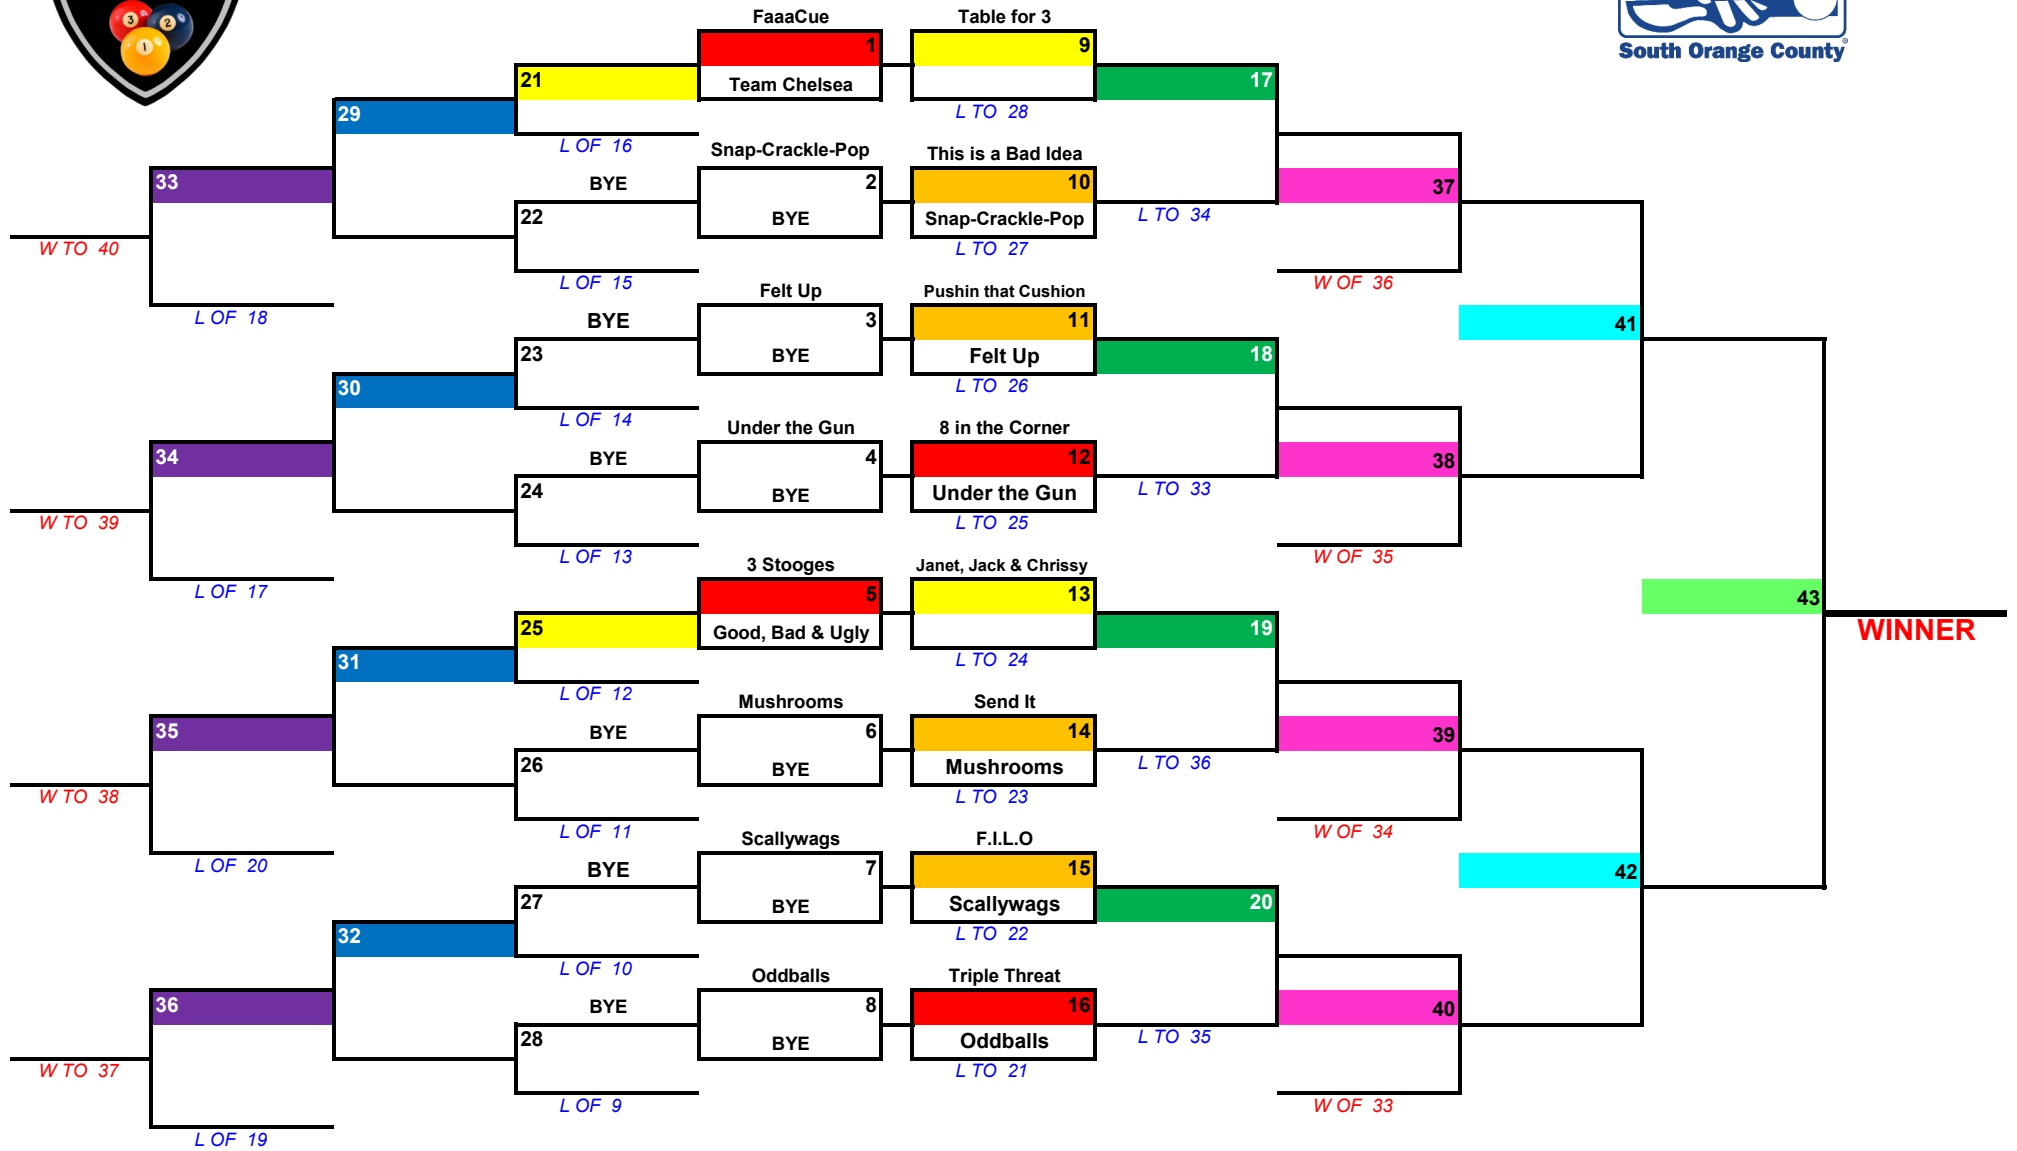 3
2
1
South Orange County
FaaaCue
Table for 3
1
9
21
Team Chelsea
17
29
L TO 28
L OF 16
Snap-Crackle-Pop
This is a Bad Idea
33
BYE
2
10
37
22
BYE
Snap-Crackle-Pop
L TO 34
W TO 40
L TO 27
L OF 15
W OF 36
Felt Up
Pushin that Cushion
L OF 18
BYE
3
11
41
23
BYE
Felt Up
18
30
L TO 26
L OF 14
Under the Gun
8 in the Corner
34
BYE
4
12
38
24
BYE
Under the Gun
L TO 33
W TO 39
L TO 25
L OF 13
W OF 35
3 Stooges
Janet, Jack & Chrissy
L OF 17
5
13
43
25
Good, Bad & Ugly
19
WINNER
31
L TO 24
L OF 12
Mushrooms
Send It
35
BYE
6
14
39
26
BYE
Mushrooms
L TO 36
W TO 38
L TO 23
L OF 11
W OF 34
Scallywags
F.I.L.O
L OF 20
BYE
7
15
42
27
BYE
Scallywags
20
32
L TO 22
L OF 10
Oddballs
Triple Threat
36
BYE
8
16
40
28
BYE
Oddballs
L TO 35
W TO 37
L TO 21
L OF 9
W OF 33
L OF 19